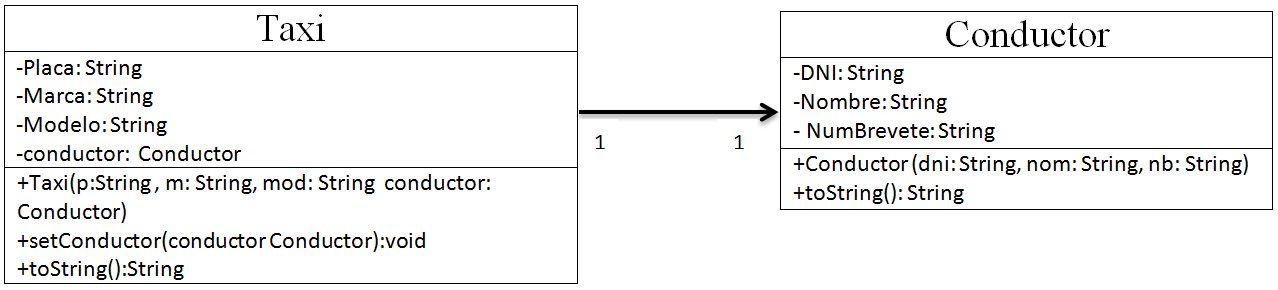 Taxi
-Placa: String
-Marca: String
-Modelo: String
-conductor: Conductor
+Taxi(p:String, m: String, mod: String conductor:
Conductor)
+setConductor(conductor Conductor):void
+toString():String
1
1
Conductor
-DNI: String
-Nombre: String
- NumBrevete: String
+Conductor(dni: String, nom: String, nb: String)
+toString(): String